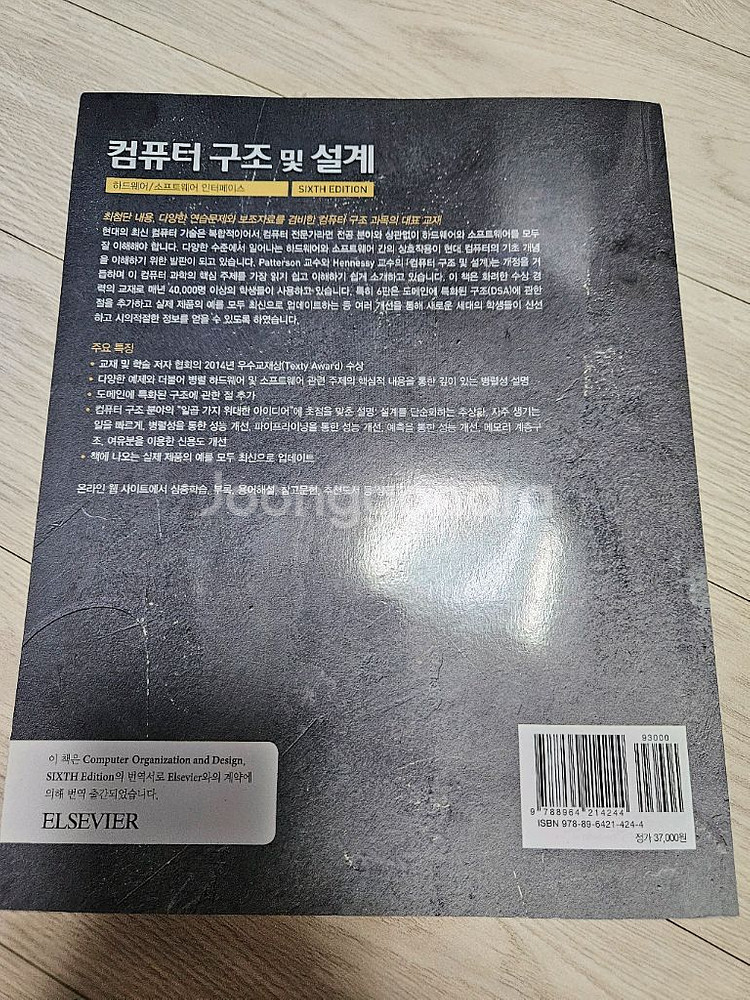 컴퓨터 구조 및 설계
하드웨어/소프트웨어 인터페이스 SIXTH EDITION
최첨단 내용, 다양한 연습문제와 보조자료를 겸비한 컴퓨터 구조 과목의 대표 교재
현대의 최신 컴퓨터 기술은 복합적이어서 컴퓨터 전문가라면 전공 분야와 상관없이 하드웨어와 소프트웨어를 모두
잘 이해해야 합니다. 다양한 수준에서 일어나는 하드웨어와 소프트웨어 간의 상호작용이 현대 컴퓨터의 기초 개념
을 이해하기 위한 발판이 되고 있습니다. Patterson 교수와 Hennessy 교수의 「컴퓨터 구조 및 설계」는 개정을 거
듭하며 이 컴퓨터 과학의 핵심 주제를 가장 읽기 쉽고 이해하기 쉽게 소개하고 있습니다. 이 책은 화려한 수상 경
력의 교재로 매년 40,000명 이상의 학생들이 사용하고 있습니다. 특히 6판은 도메인에 특화된 구조(DSA)에 관한
절을 추가하고 실제 제품의 예를 모두 최신으로 업데이트하는 등 여러 개선을 통해 새로운 세대의 학생들이 신선
하고 시의적절한 정보를 얻을 수 있도록 하였습니다.
주요 특징
• 교재 및 학술 저자 협회의 2014년 우수교재상(Texty Award) 수상
• 다양한 예제와 더불어 병렬 하드웨어 및 소프트웨어 관련 주제의 핵심적 내용을 통한 깊이 있는 병렬성 설명
• 도메인에 특화된 구조에 관한 절 추가
• 컴퓨터 구조 분야의 "일곱 가지 위대한 아이디어"에 초점을 맞춘 설명: 설계를 단순화하는 추상화, 자주 생기는
일을 빠르게, 병렬성을 통한 성능 개선, 파이프라이닝을 통한 성능 개선, 예측을 통한 성능 개선, 메모리 계층구
조, 여유분을 이용한 신용도 개선
• 책에 나오는 실제 제품의 예를 모두 최신으로 업데이트
온라인 웹 사이트에서 심층학습, 부록, 용어해설, 참고문헌, 추천도서 등
Joonggonara
이 책은 Computer Organization and Design,
SIXTH Edition의 번역서로 Elsevier와의 계약에
의해 번역 출간되었습니다.
ELSEVIER
93000
9 788964 214244
ISBN 978-89-6421-424-4
정가 37,000원